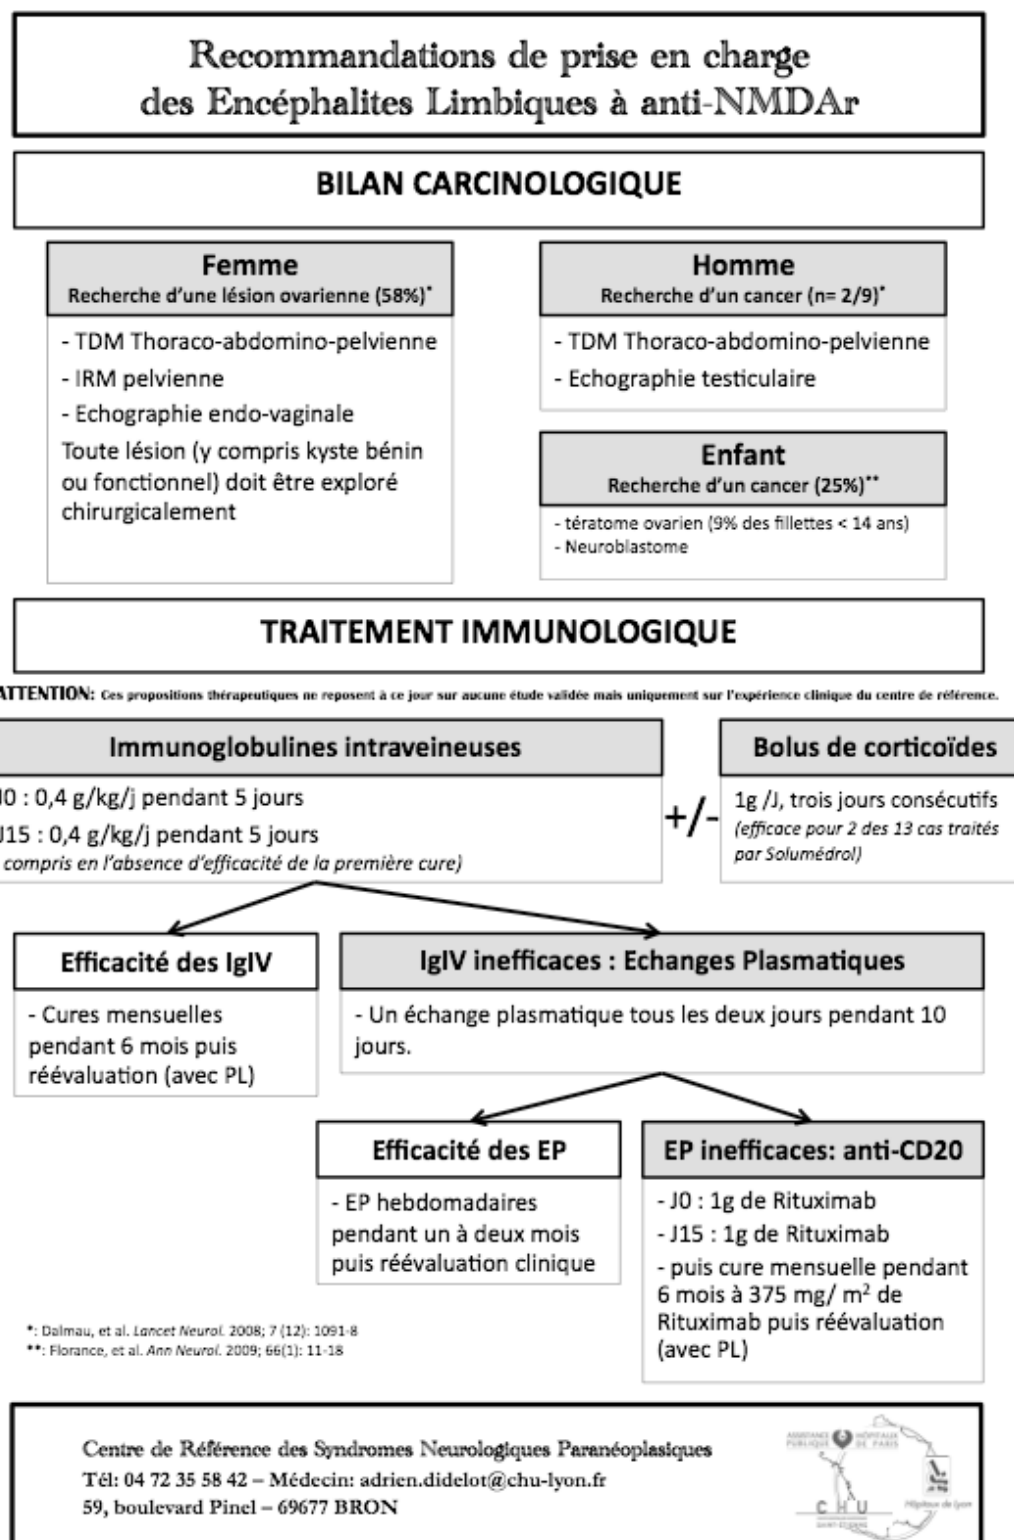 Recommandations de prise en charge
des Encéphalites Limbiques à anti-NMDAr
BILAN CARCINOLOGIQUE
Femme
Recherche d'une lésion ovarienne (58%)*
- TDM Thoraco-abdomino-pelvienne
- IRM pelvienne
- Echographie endo-vaginale
Toute lésion (y compris kyste bénin
ou fonctionnel) doit être exploré
chirurgicalement
Homme
Recherche d'un cancer (n= 2/9)*
- TDM Thoraco-abdomino-pelvienne
- Echographie testiculaire
Enfant
Recherche d'un cancer (25%)**
- tératome ovarien (9% des fillettes < 14 ans)
- Neuroblastome
TRAITEMENT IMMUNOLOGIQUE
ATTENTION: Ces propositions thérapeutiques ne reposent à ce jour sur aucune étude validée mais uniquement sur l'expérience clinique du centre de référence.
Immunoglobulines intraveineuses
J0 : 0,4 g/kg/j pendant 5 jours
J15 : 0,4 g/kg/j pendant 5 jours
compris en l'absence d'efficacité de la première cure)
+/-
Bolus de corticoïdes
1g /J, trois jours consécutifs
(efficace pour 2 des 13 cas traités
par Solumédrol)
Efficacité des IgIV
- Cures mensuelles
pendant 6 mois puis
réévaluation (avec PL)
IgIV inefficaces : Echanges Plasmatiques
- Un échange plasmatique tous les deux jours pendant 10
jours.
Efficacité des EP
- EP hebdomadaires
pendant un à deux mois
puis réévaluation clinique
EP inefficaces: anti-CD20
- J0 : 1g de Rituximab
- J15 : 1g de Rituximab
- puis cure mensuelle pendant
6 mois à 375 mg/ m² de
Rituximab puis réévaluation
(avec PL)
*: Dalmau, et al. Lancet Neurol. 2008; 7 (12): 1091-8
**: Florance, et al. Ann Neurol. 2009; 66(1): 11-18
Centre de Référence des Syndromes Neurologiques Paranéoplasiques
Tél: 04 72 35 58 42 – Médecin: adrien.didelot@chu-lyon.fr
59, boulevard Pinel – 69677 BRON
ASSISTANCE HÔPITAUX
PUBLIQUE DE PARIS
CHU
SAINT-ETIENNE
Hôpitaux de Lyon